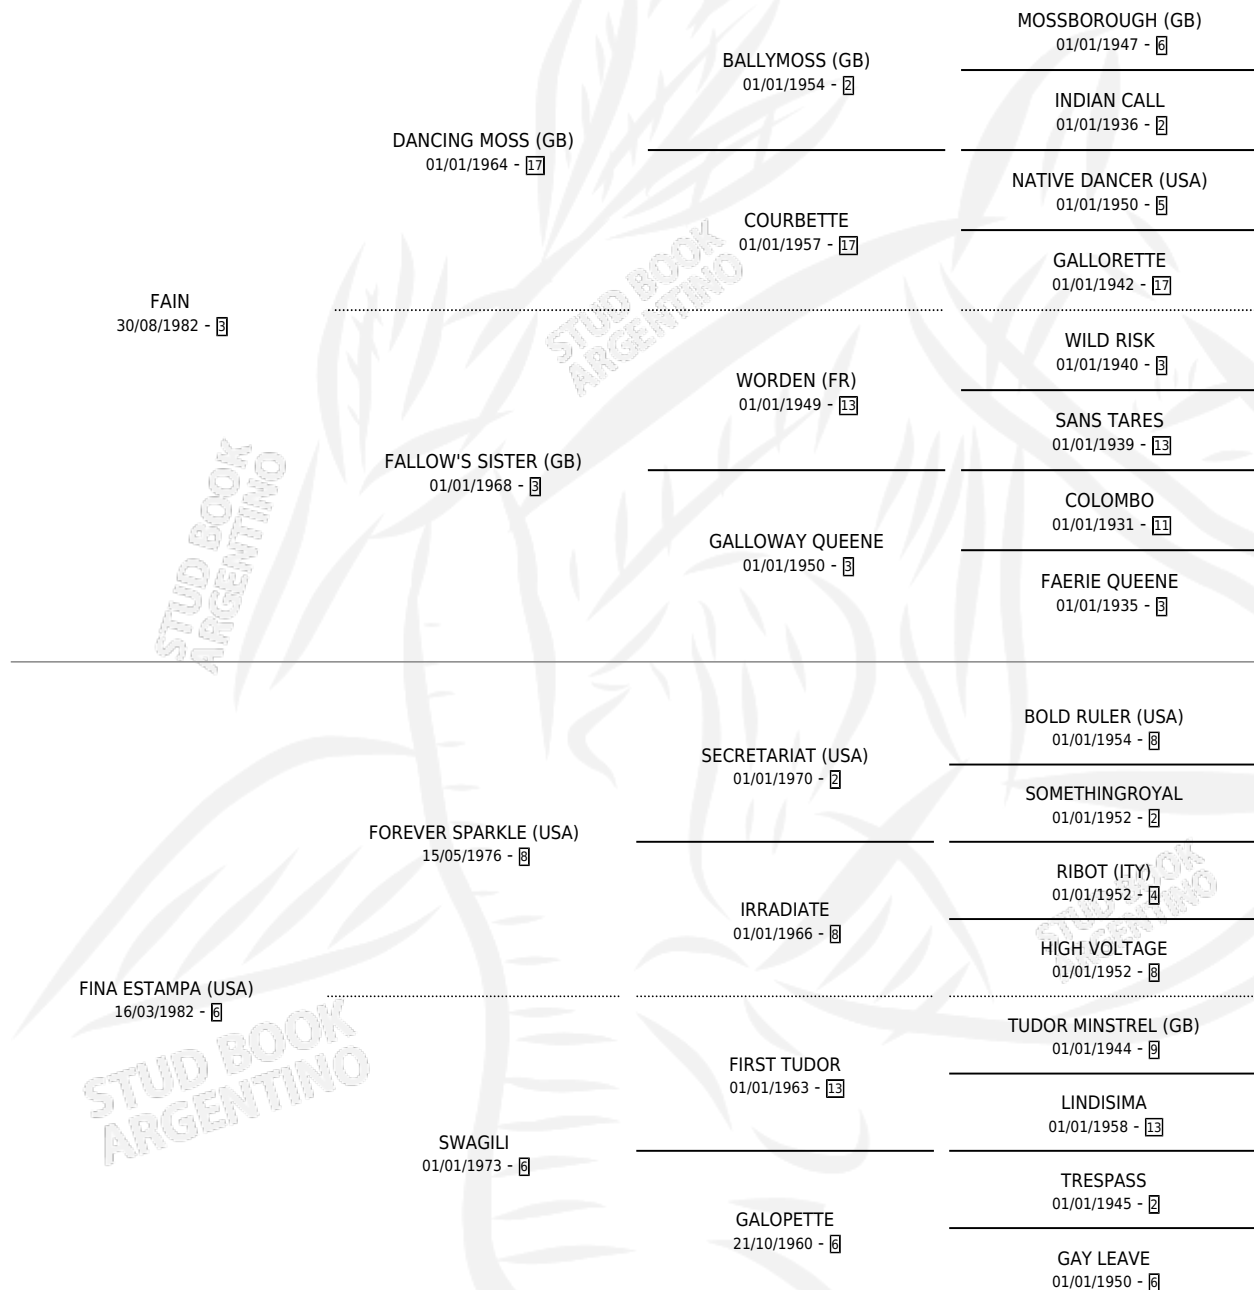 MOSSBOROUGH (GB)
01/01/1947 - 6
BALLYMOSS (GB)
01/01/1954 - 2
INDIAN CALL
01/01/1936 - 2
DANCING MOSS (GB)
01/01/1964 - 17
NATIVE DANCER (USA)
01/01/1950 - 5
COURBETTE
01/01/1957 - 17
GALLORETTE
01/01/1942 - 17
FAIN
30/08/1982 - 3
WILD RISK
01/01/1940 - 3
WORDEN (FR)
01/01/1949 - 13
SANS TARES
01/01/1939 - 13
FALLOW'S SISTER (GB)
01/01/1968 - 3
COLOMBO
01/01/1931 - 11
GALLOWAY QUEENE
01/01/1950 - 3
FAERIE QUEENE
01/01/1935 - 3
STUD BOOK
ARGENTINO
STUD BOOK
ARGENTINO
BOLD RULER (USA)
01/01/1954 - 8
SECRETARIAT (USA)
01/01/1970 - 2
SOMETHINGROYAL
01/01/1952 - 2
FOREVER SPARKLE (USA)
15/05/1976 - 8
RIBOT (ITY)
01/01/1952 - 4
IRRADIATE
01/01/1966 - 8
HIGH VOLTAGE
01/01/1952 - 8
FINA ESTAMPA (USA)
16/03/1982 - 6
TUDOR MINSTREL (GB)
01/01/1944 - 9
FIRST TUDOR
01/01/1963 - 13
LINDISIMA
01/01/1958 - 13
SWAGILI
01/01/1973 - 6
TRESPASS
01/01/1945 - 2
GALOPETTE
21/10/1960 - 6
GAY LEAVE
01/01/1950 - 6
STUD BOOK
ARGENTINO
STUD BOOK
ARGENTINO